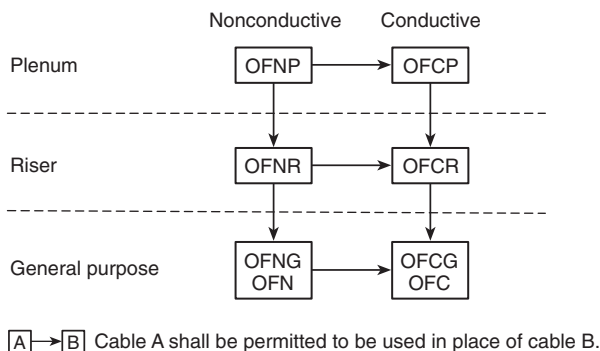 Nonconductive Conductive
Plenum OFNP OFCP
Riser OFNR OFCR
General purpose OFNG OFCG
OFN OFC
A B Cable A shall be permitted to be used in place of cable B.